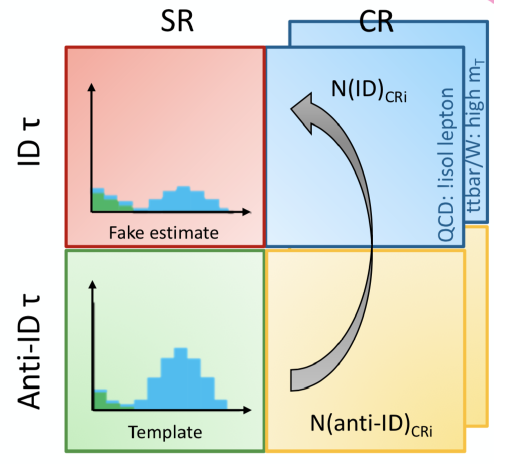 SR
CR
ID τ
N(ID)CRi
QCD: !isol lepton
ttbar/W: high mT
Fake estimate
Anti-ID τ
Template
N(anti-ID)CRi